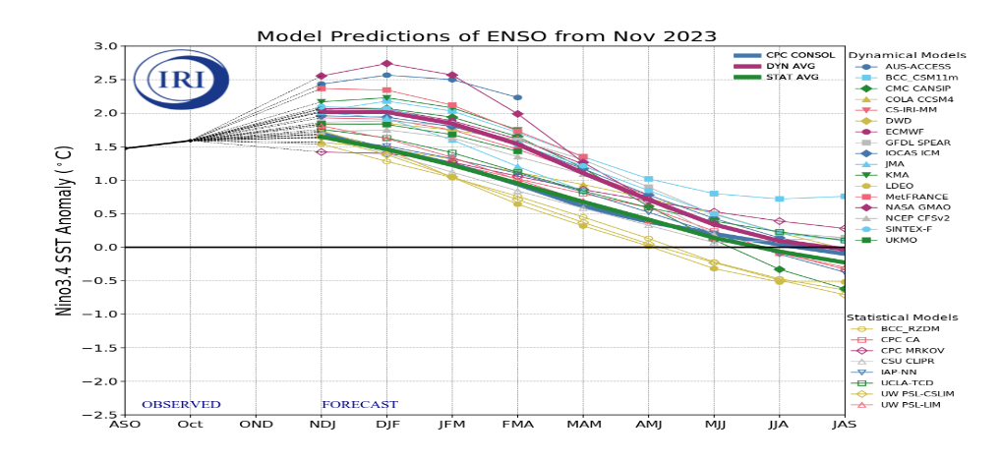 Model Predictions of ENSO from Nov 2023
IRI
CPC CONSOL
DYN AVG
STAT AVG
Nino3.4 SST Anomaly (°C)
3.0
2.5
2.0
1.5
1.0
0.5
0.0
−0.5
−1.0
−1.5
−2.0
−2.5
OBSERVED
FORECAST
ASO
Oct
OND
NDJ
DJF
JFM
FMA
MAM
AMJ
MJJ
JJA
JAS
Dynamical Models
AUS-ACCESS
BCC_CSM11m
CMC CANSIP
COLA CCSM4
CS-IRI-MM
DWD
ECMWF
GFDL SPEAR
IOCAS ICM
JMA
KMA
LDEO
MetFRANCE
NASA GMAO
NCEP CFSv2
SINTEX-F
UKMO
Statistical Models
BCC_RZDM
CPC CA
CPC MRKOV
CSU CLIPR
IAP-NN
UCLA-TCD
UW PSL-CSLIM
UW PSL-LIM